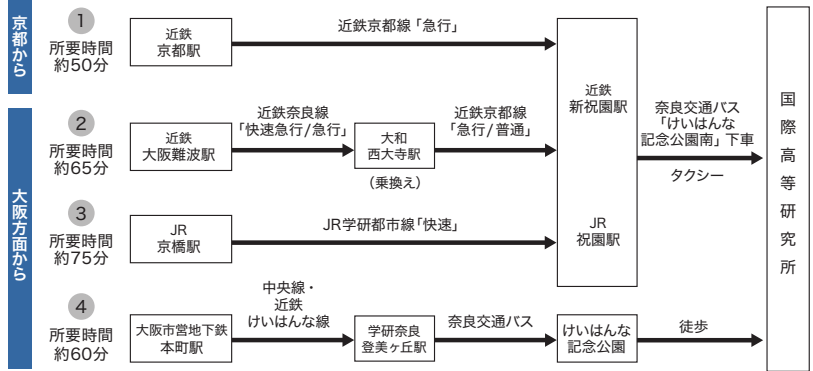 京都から
①
所要時間
約50分
近鉄
京都駅
近鉄京都線「急行」
大阪方面から
②
所要時間
約65分
近鉄
大阪難波駅
近鉄奈良線
「快速急行/急行」
大和
西大寺駅
(乗換え)
近鉄京都線
「急行/普通」
近鉄
新祝園駅
③
所要時間
約75分
JR
京橋駅
JR学研都市線「快速」
JR
祝園駅
奈良交通バス
「けいはんな
記念公園南」下車
タクシー
④
所要時間
約60分
大阪市営地下鉄
本町駅
中央線・
近鉄
けいはんな線
学研奈良
登美ヶ丘駅
奈良交通バス
けいはんな
記念公園
徒歩
国際高等研究所